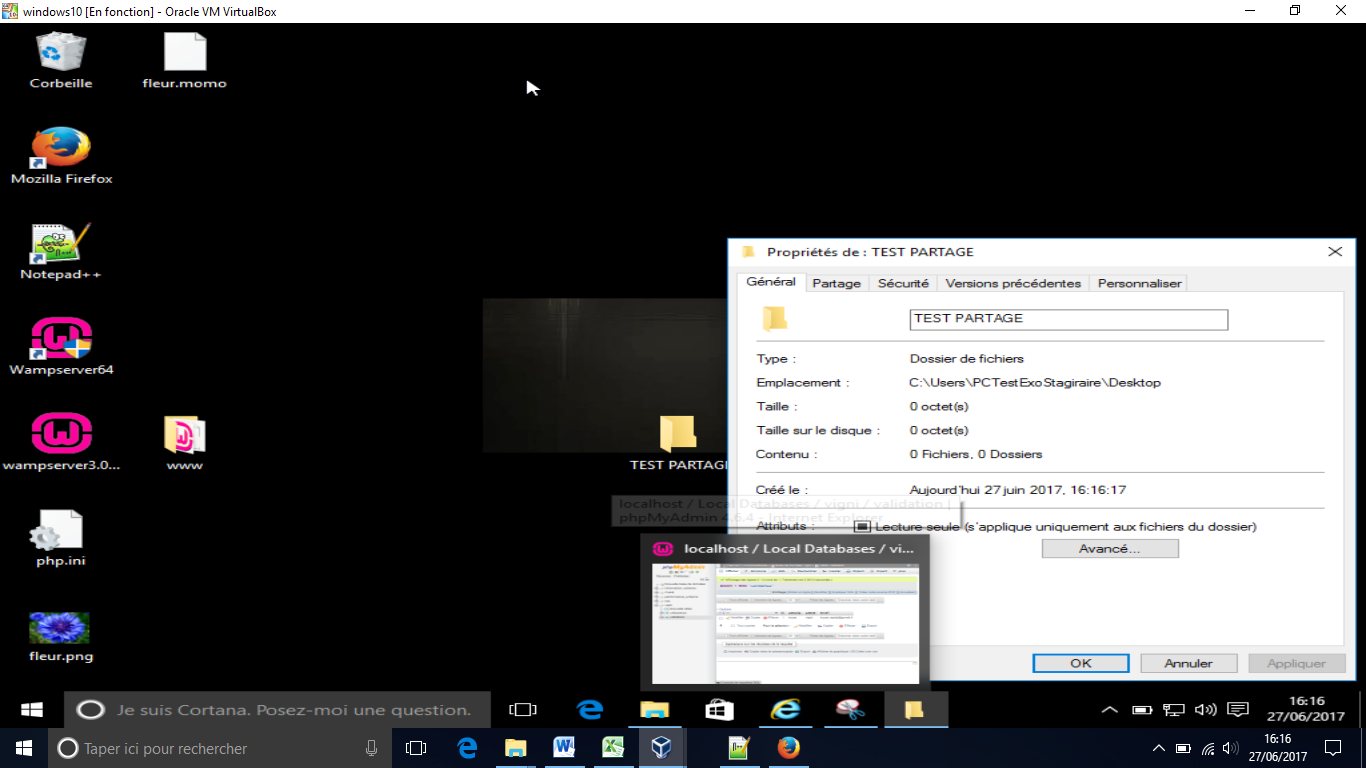 windows10 [En fonction] - Oracle VM VirtualBox
Corbeille
fleur.momo
Mozilla Firefox
Notepad++
Wampserver64
wampserver3.0...
www
php.ini
fleur.png
TEST PARTAGE
Propriétés de : TEST PARTAGE
Général Partage Sécurité Versions précédentes Personnaliser
TEST PARTAGE
Type : Dossier de fichiers
Emplacement : C:\Users\PCTestExoStagiraire\Desktop
Taille : 0 octet(s)
Taille sur le disque : 0 octet(s)
Contenu : 0 Fichiers, 0 Dossiers
Créé le : Aujourd'hui 27 juin 2017, 16:16:17
localhost / Local Databases / vigni / validation |
phpMyAdmin 4.6.4 - Internet Explorer
Attributs : Lecture seule (s'applique uniquement aux fichiers du dossier)
Avancé...
localhost / Local Databases / vi...
phpMyAdmin
OK Annuler Appliquer
Je suis Cortana. Posez-moi une question.
16:16
27/06/2017
Taper ici pour rechercher
16:16
27/06/2017